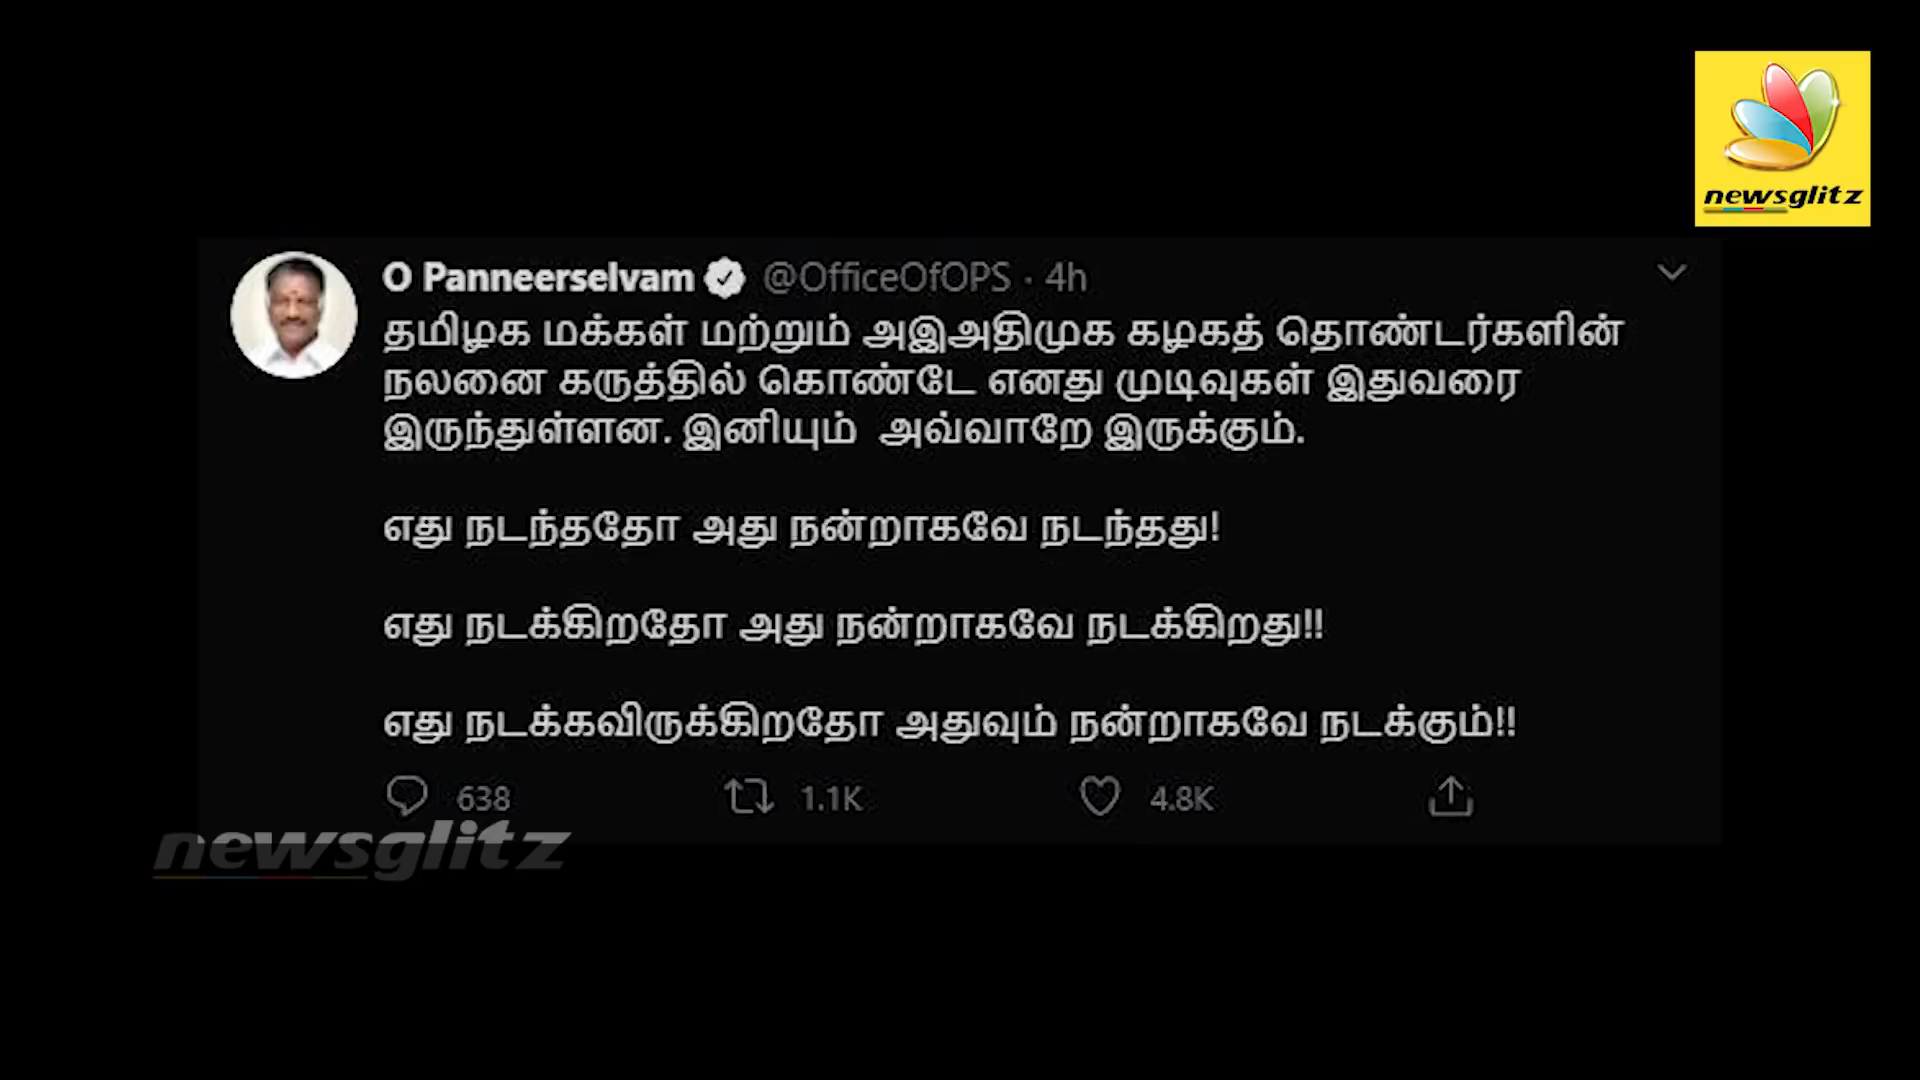 newsglitz
O Panneerselvam @OfficeOfOPS · 4h
தமிழக மக்கள் மற்றும் அஇஅதிமுக கழகத் தொண்டர்களின்
நலனை கருத்தில் கொண்டே எனது முடிவுகள் இதுவரை
இருந்துள்ளன. இனியும் அவ்வாறே இருக்கும்.
எது நடந்ததோ அது நன்றாகவே நடந்தது!
எது நடக்கிறதோ அது நன்றாகவே நடக்கிறது!!
எது நடக்கவிருக்கிறதோ அதுவும் நன்றாகவே நடக்கும்!!
638 1.1K 4.8K
newsglitz